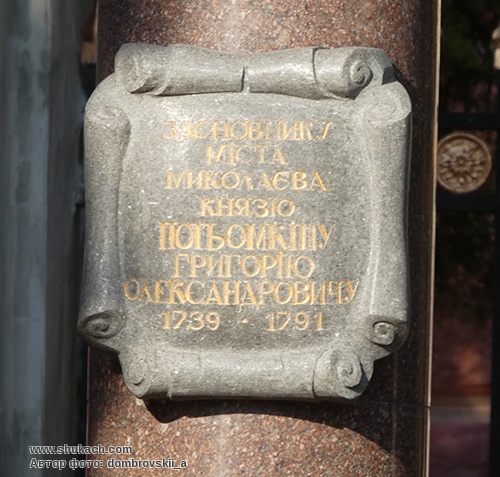 ЗАСНОВНИКУ
МІСТА
МИКОЛАЄВА
КНЯЗЮ
ПОТЬОМКІНУ
ГРИГОРІЮ
ОЛЕКСАНДРОВИЧУ
1739 - 1791
www.shukach.com
Автор фото: dombrovskii_a